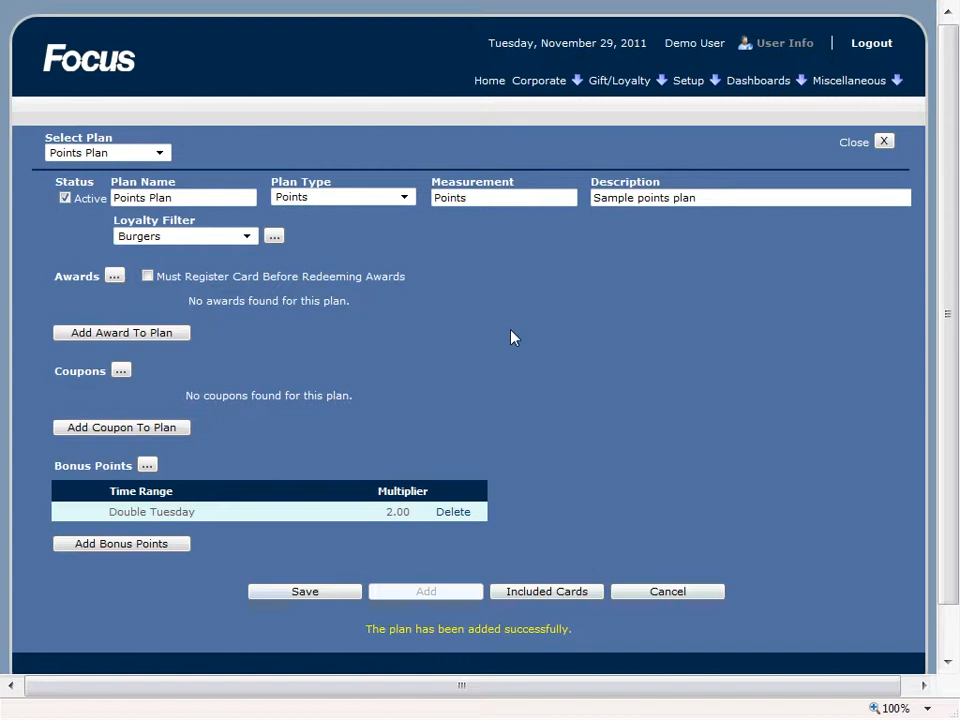 Focus
Tuesday, November 29, 2011 Demo User User Info | Logout
Home Corporate Gift/Loyalty Setup Dashboards Miscellaneous
Select Plan
Points Plan
Close X
Status Plan Name Plan Type Measurement Description
Active Points Plan Points Points Sample points plan
Loyalty Filter
Burgers ...
Awards ... Must Register Card Before Redeeming Awards
No awards found for this plan.
Add Award To Plan
Coupons ...
No coupons found for this plan.
Add Coupon To Plan
Bonus Points ...
Time Range Multiplier
Double Tuesday 2.00 Delete
Add Bonus Points
Save Add Included Cards Cancel
The plan has been added successfully.
100%